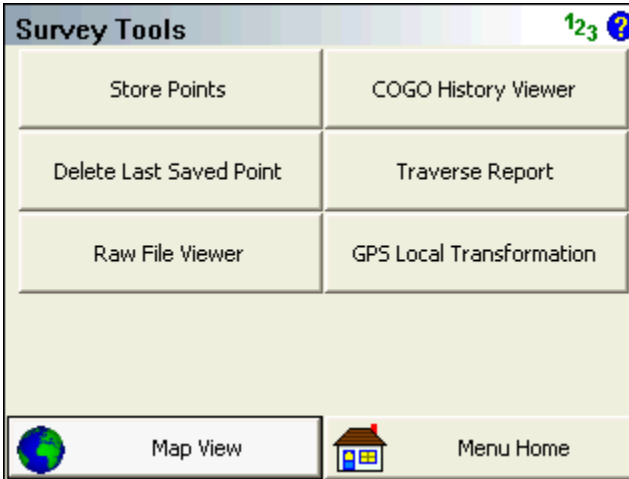 Survey Tools
123 ?
Store Points
COGO History Viewer
Delete Last Saved Point
Traverse Report
Raw File Viewer
GPS Local Transformation
Map View
Menu Home